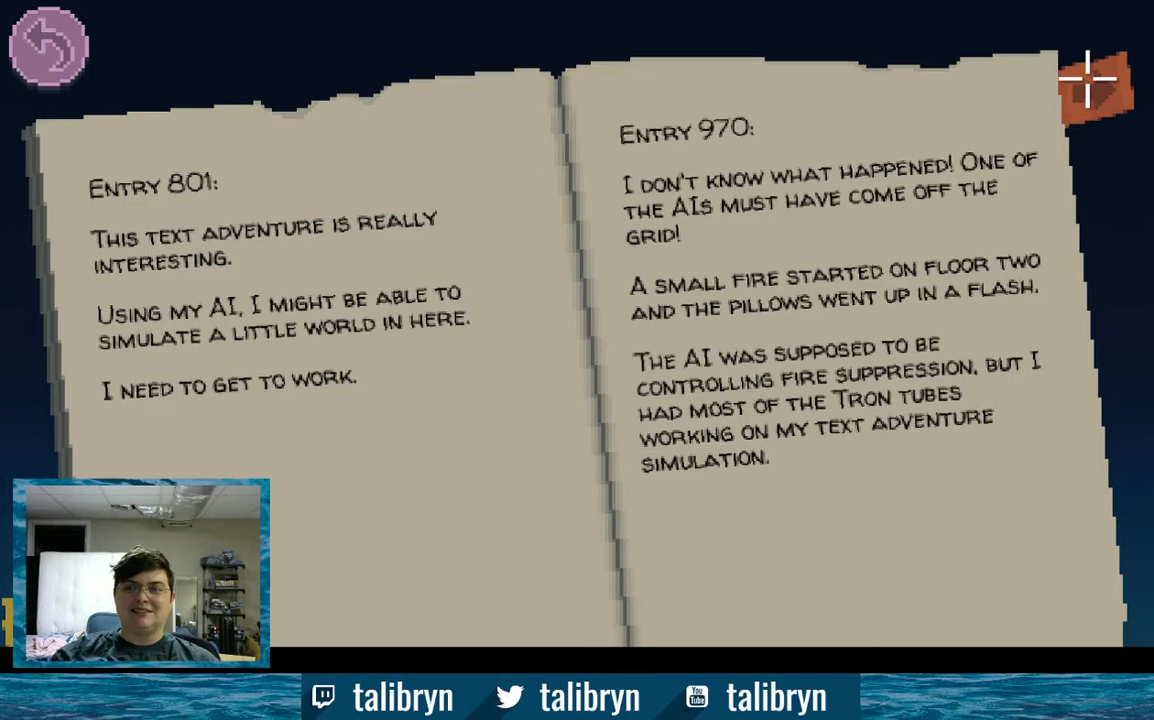 Entry 801:
This text adventure is really
interesting.
Using my AI, I might be able to
simulate a little world in here.
I need to get to work.
Entry 970:
I don't know what happened! One of
the AIs must have come off the
grid!
A small fire started on floor two
and the pillows went up in a flash.
The AI was supposed to be
controlling fire suppression, but I
had most of the Tron tubes
working on my text adventure
simulation.
talibryn
talibryn
You Tube
talibryn